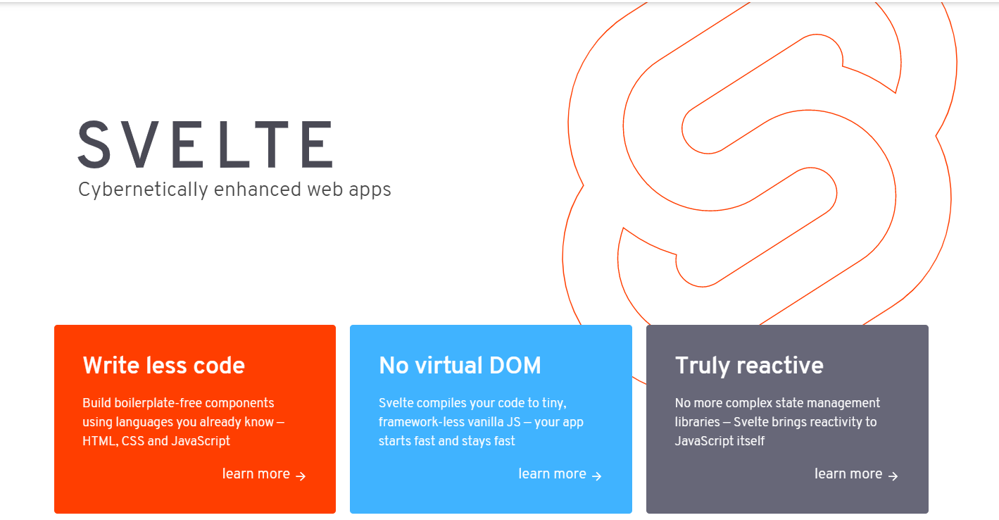 SVELTE
Cybernetically enhanced web apps
Write less code
Build boilerplate-free components
using languages you already know —
HTML, CSS and JavaScript
learn more →
No virtual DOM
Svelte compiles your code to tiny,
framework-less vanilla JS — your app
starts fast and stays fast
learn more →
Truly reactive
No more complex state management
libraries — Svelte brings reactivity to
JavaScript itself
learn more →